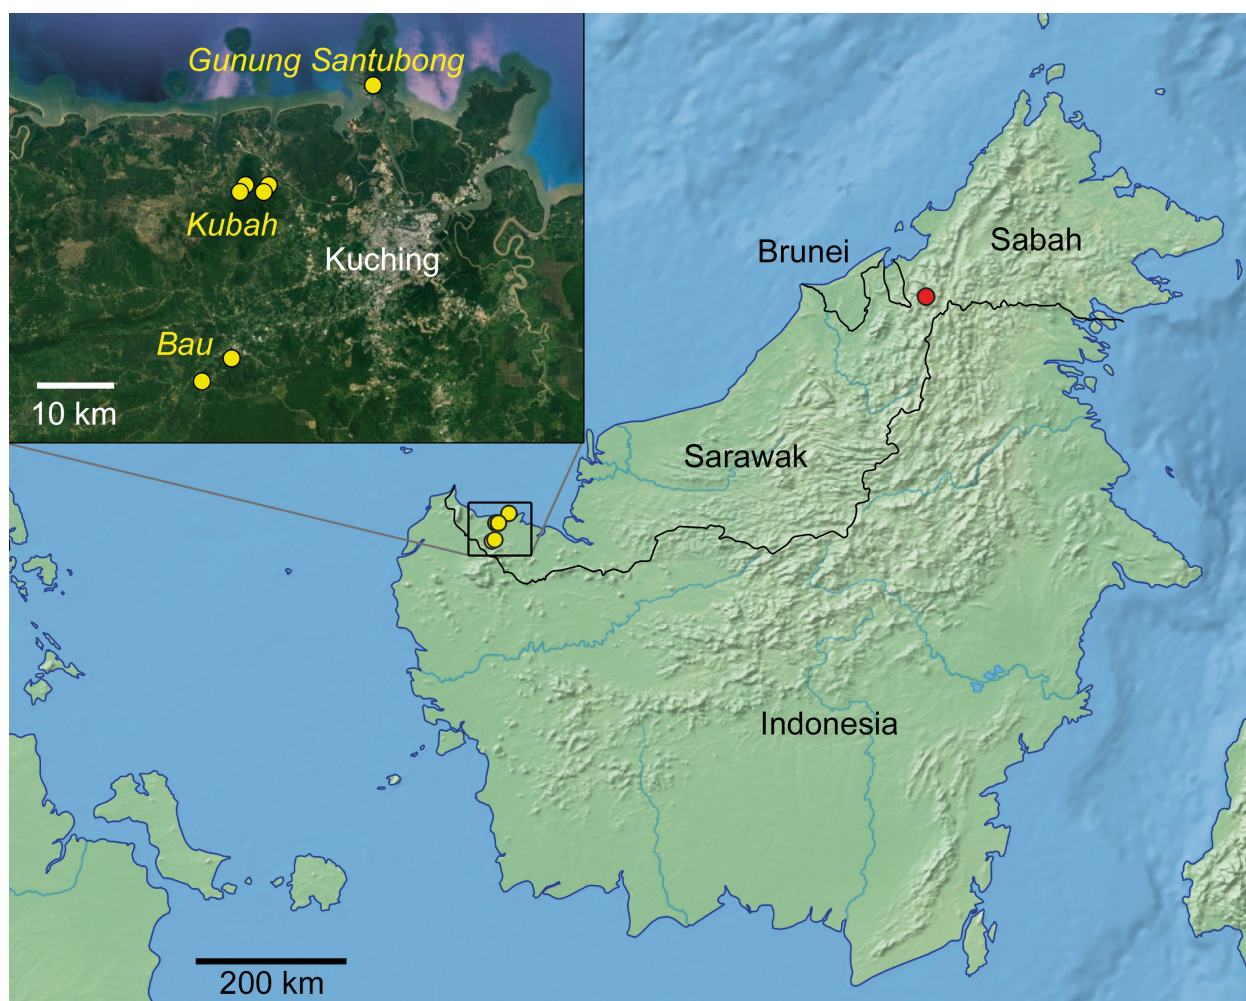 Gunung Santubong
Kubah
Kuching
Bau
10 km
Brunei
Sabah
Sarawak
Indonesia
200 km